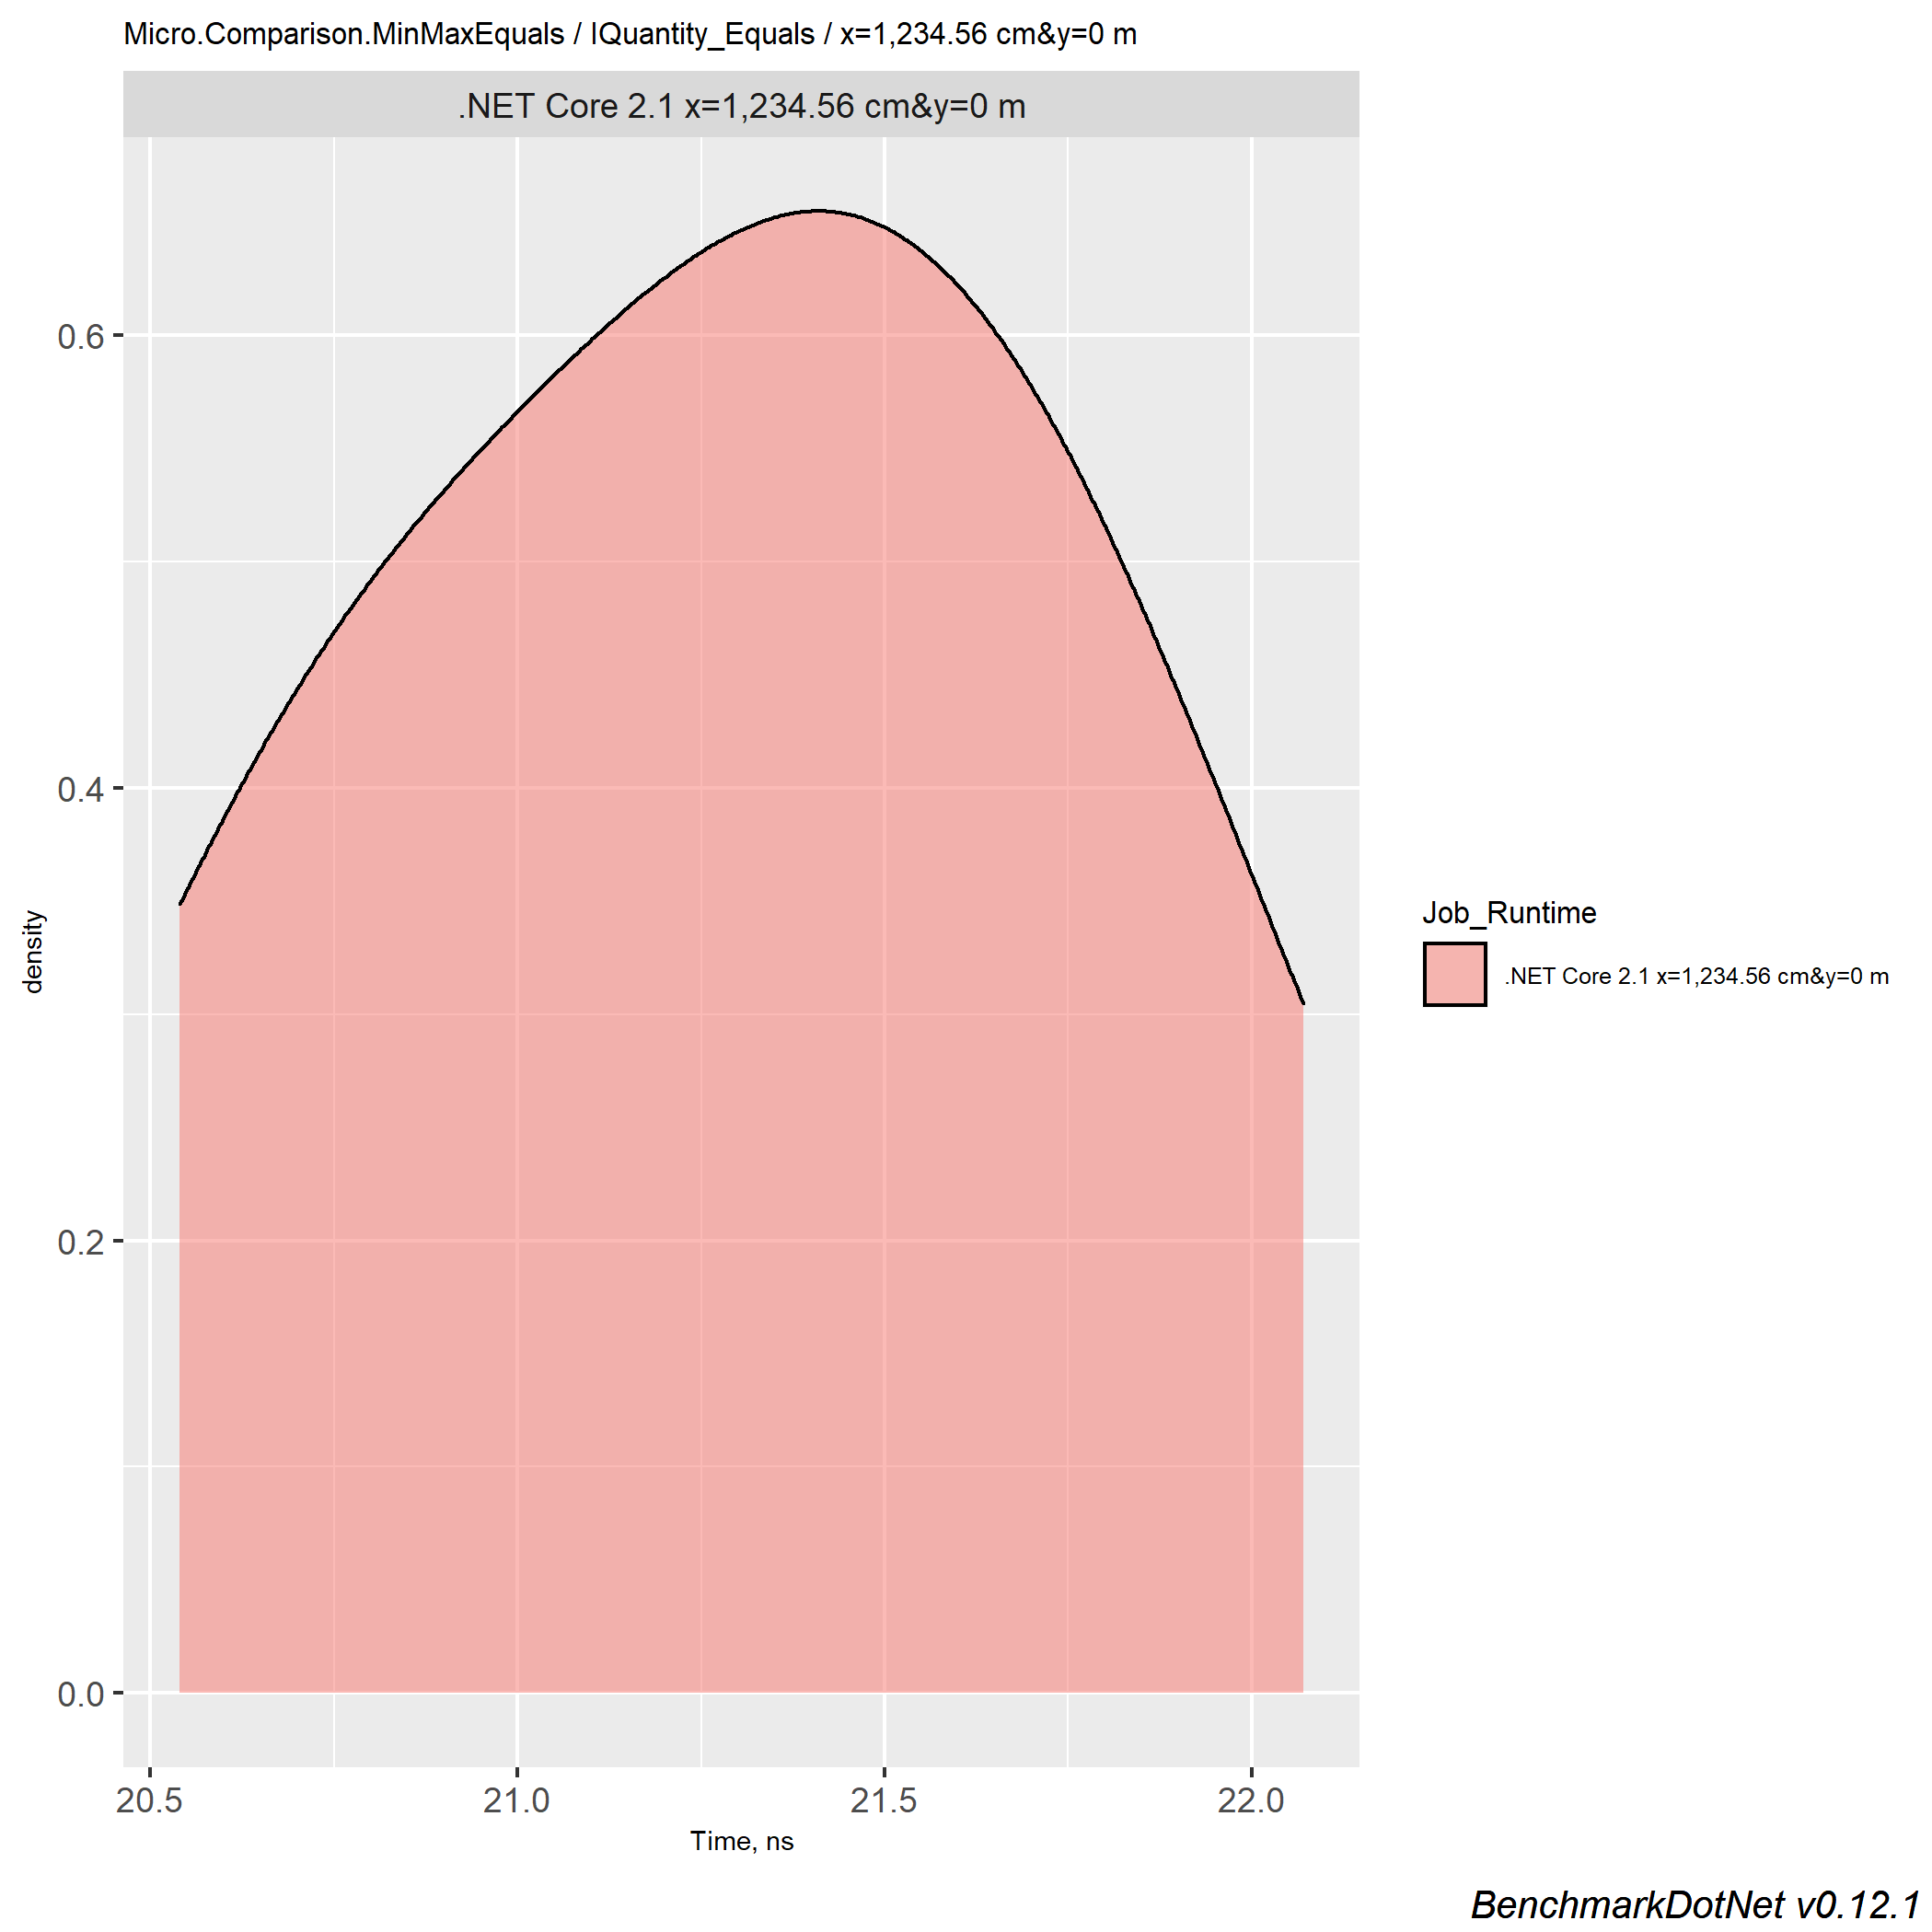 Micro.Comparison.MinMaxEquals / IQuantity_Equals / x=1,234.56 cm&y=0 m
.NET Core 2.1 x=1,234.56 cm&y=0 m
0.6
0.4
0.2
0.0
density
20.5 21.0 21.5 22.0
Time, ns
Job_Runtime
.NET Core 2.1 x=1,234.56 cm&y=0 m
BenchmarkDotNet v0.12.1